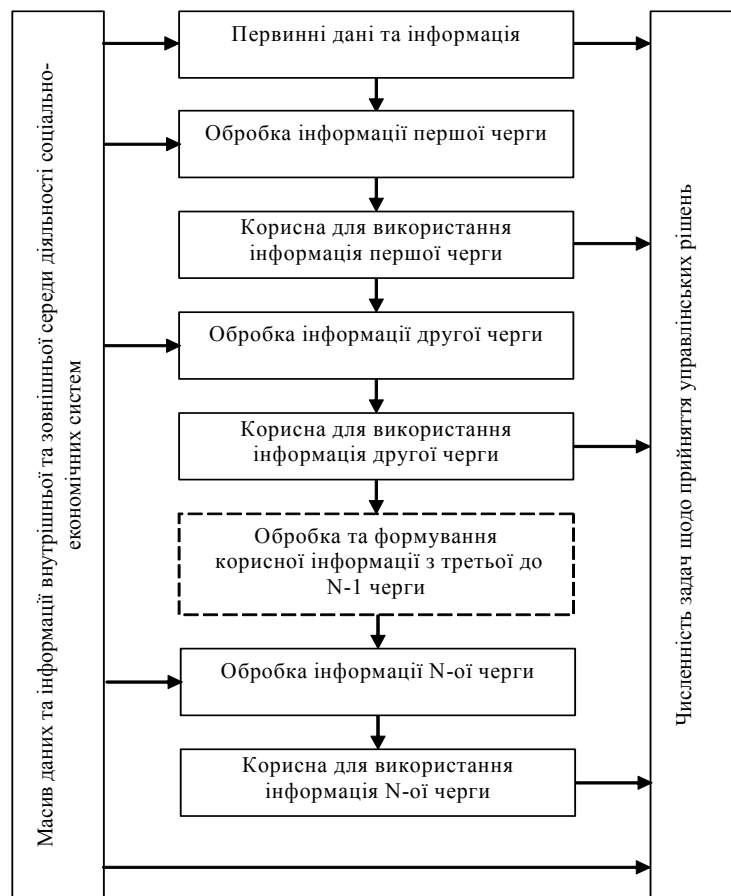 Масив даних та інформації внутрішньої та зовнішньої середи діяльності соціально-
економічних систем
Первинні дані та інформація
Обробка інформації першої черги
Корисна для використання
інформація першої черги
Обробка інформації другої черги
Корисна для використання
інформація другої черги
Обробка та формування
корисної інформації з третьої до
N-1 черги
Обробка інформації N-ої черги
Корисна для використання
інформація N-ої черги
Численність задач щодо прийняття управлінських рішень